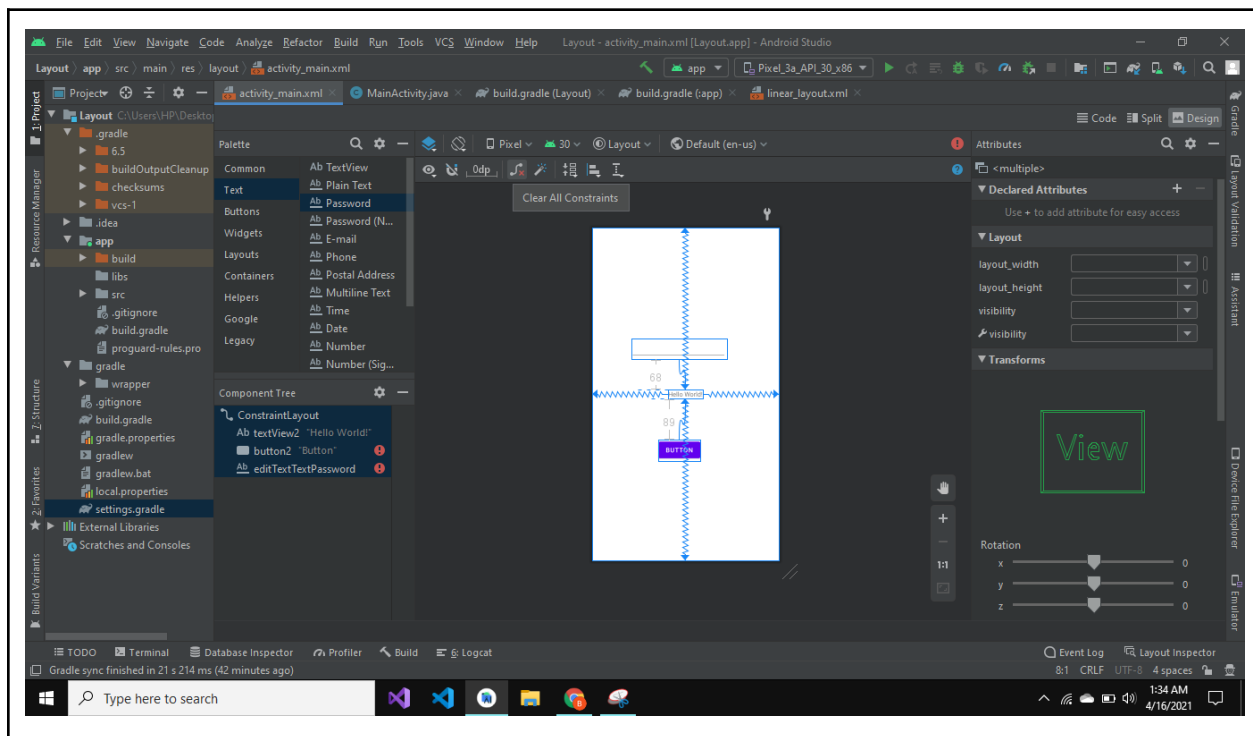 File Edit View Navigate Code Analyze Refactor Build Run Tools VCS Window Help Layout - activity_main.xml [Layout.app] - Android Studio
Layout app src main res layout activity_main.xml app Pixel_3a_API_30_x86
Project activity_main.xml MainActivity.java build.gradle (Layout) build.gradle (:app) linear_layout.xml
Code Split Design
1: Project
Resource Manager
Z: Structure
2: Favorites
Build Variants
Layout C:\Users\HP\Desktop
.gradle
6.5
buildOutputCleanup
checksums
vcs-1
.idea
app
build
libs
src
.gitignore
build.gradle
proguard-rules.pro
gradle
wrapper
.gitignore
build.gradle
gradle.properties
gradlew
gradlew.bat
local.properties
settings.gradle
External Libraries
Scratches and Consoles
Palette
Common
Text
Buttons
Widgets
Layouts
Containers
Helpers
Google
Legacy
Ab TextView
Ab Plain Text
Ab Password
Ab Password (N...
Ab E-mail
Ab Phone
Ab Postal Address
Ab Multiline Text
Ab Time
Ab Date
Ab Number
Ab Number (Sig...
Component Tree
ConstraintLayout
Ab textView2 "Hello World!"
button2 "Button"
Ab editTextTextPassword
Pixel 30 Layout Default (en-us)
0dp
Clear All Constraints
68
Hello World!
89
BUTTON
1:1
Attributes
<multiple>
Declared Attributes
Use + to add attribute for easy access
Layout
layout_width
layout_height
visibility
visibility
Transforms
View
Rotation
x 0
y 0
z 0
Gradle
Layout Validation
Assistant
Device File Explorer
Emulator
TODO Terminal Database Inspector Profiler Build 6: Logcat Event Log Layout Inspector
Gradle sync finished in 21 s 214 ms (42 minutes ago) 8:1 CRLF UTF-8 4 spaces
Type here to search
1:34 AM
4/16/2021